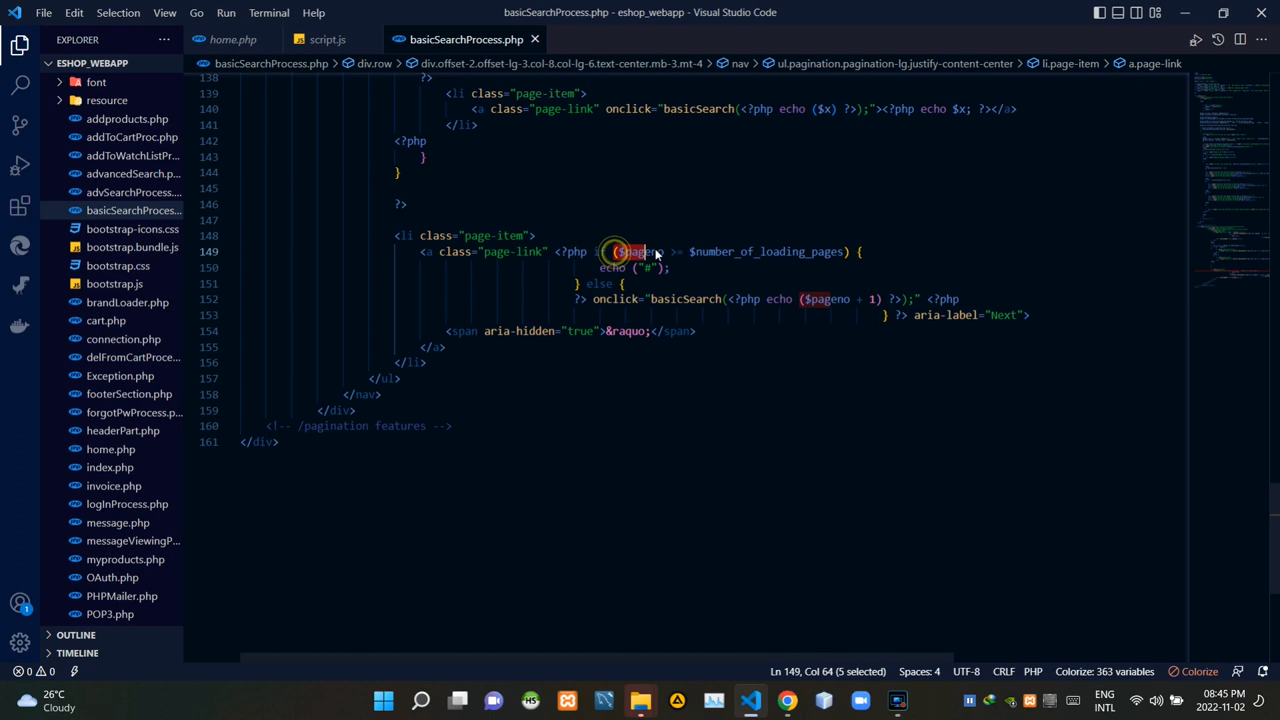 File Edit Selection View Go Run Terminal Help
basicSearchProcess.php - eshop_webapp - Visual Studio Code
EXPLORER
home.php
script.js
basicSearchProcess.php
ESHOP_WEBAPP
basicSearchProcess.php > div.row > div.offset-2.offset-lg-3.col-8.col-lg-6.text-center.mb-3.mt-4 > nav > ul.pagination.pagination-lg.justify-content-center > li.page-item > a.page-link
font
resource
addproducts.php
addToCartProc.php
addToWatchListPr...
advancedSearch.p...
advSearchProcess....
basicSearchProces...
bootstrap-icons.css
bootstrap.bundle.js
bootstrap.css
bootstrap.js
brandLoader.php
cart.php
connection.php
delFromCartProces...
Exception.php
footerSection.php
forgotPwProcess.p...
headerPart.php
home.php
index.php
invoice.php
logInProcess.php
message.php
messageViewingP...
myproducts.php
OAuth.php
PHPMailer.php
POP3.php
OUTLINE
TIMELINE
138 ?>
139 <li class="page-item">
140 <a class="page-link" onclick="basicSearch(<?php echo ($x) ?>);"><?php echo $x; ?></a>
141 </li>
142 <?php
143 }
144 }
145
146 ?>
147
148 <li class="page-item">
149 <a class="page-link" <?php if ($pageno >= $number_of_loading_pages) {
150 echo ("#");
151 } else {
152 ?> onclick="basicSearch(<?php echo ($pageno + 1) ?>);" <?php
153 } ?> aria-label="Next">
154 <span aria-hidden="true">&raquo;</span>
155 </a>
156 </li>
157 </ul>
158 </nav>
159 </div>
160 <!-- /pagination features -->
161 </div>
0 0
Ln 149, Col 64 (5 selected) Spaces: 4 UTF-8 CRLF PHP Colorize: 363 variables Colorize
26°C
Cloudy
1
HS
ENG
INTL
08:45 PM
2022-11-02